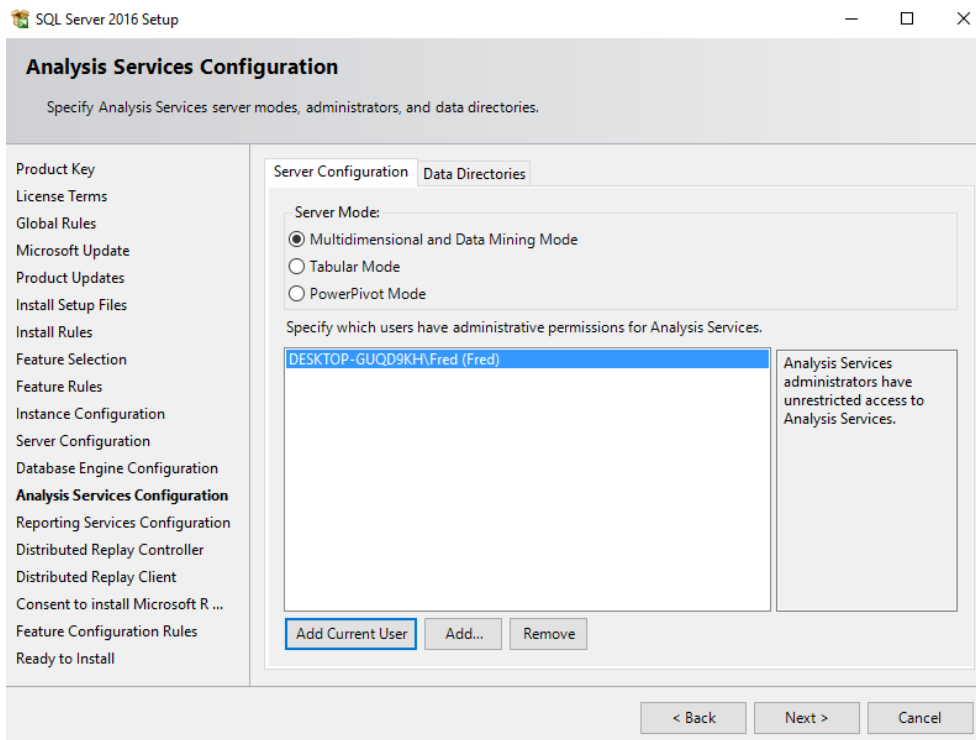 SQL Server 2016 Setup
Analysis Services Configuration
Specify Analysis Services server modes, administrators, and data directories.
Product Key
License Terms
Global Rules
Microsoft Update
Product Updates
Install Setup Files
Install Rules
Feature Selection
Feature Rules
Instance Configuration
Server Configuration
Database Engine Configuration
Analysis Services Configuration
Reporting Services Configuration
Distributed Replay Controller
Distributed Replay Client
Consent to install Microsoft R ...
Feature Configuration Rules
Ready to Install
Server Configuration Data Directories
Server Mode:
Multidimensional and Data Mining Mode
Tabular Mode
PowerPivot Mode
Specify which users have administrative permissions for Analysis Services.
DESKTOP-GUQD9KH\Fred (Fred)
Analysis Services
administrators have
unrestricted access to
Analysis Services.
Add Current User Add... Remove
< Back Next > Cancel